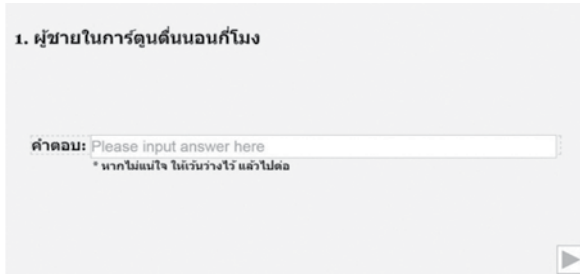 1. ผู้ชายในการ์ตูนตื่นนอนกี่โมง
คำตอบ: Please input answer here
* หากไม่แน่ใจ ให้เว้นว่างไว้ แล้วไปต่อ